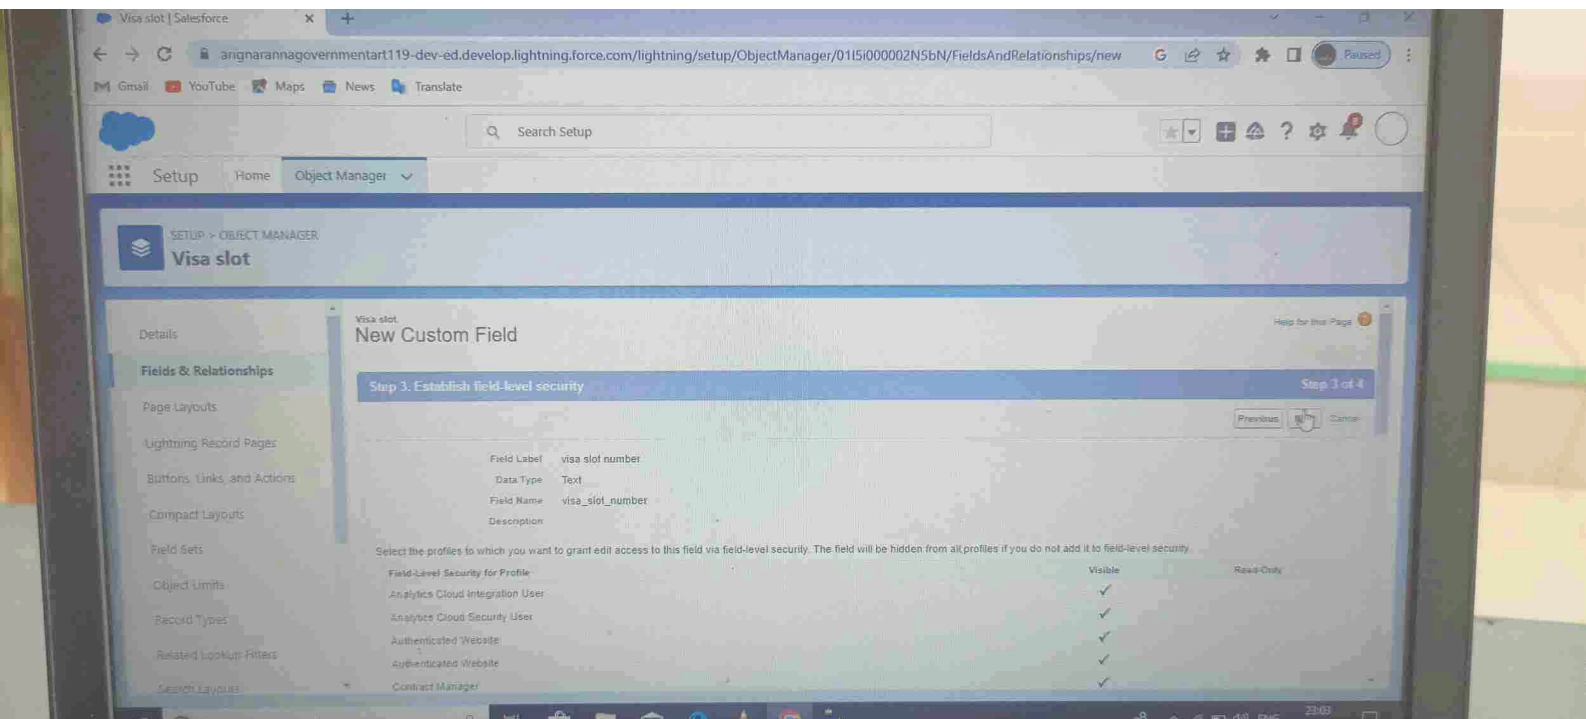 Visa slot | Salesforce
arignarannagovernmentart119-dev-ed.develop.lightning.force.com/lightning/setup/ObjectManager/01I5i000002N5bN/FieldsAndRelationships/new
Paused
Gmail YouTube Maps News Translate
Search Setup
Setup Home Object Manager
SETUP > OBJECT MANAGER
Visa slot
Details
Fields & Relationships
Page Layouts
Lightning Record Pages
Buttons, Links, and Actions
Compact Layouts
Field Sets
Object Limits
Record Types
Related Lookup Filters
Search Layouts
Visa slot
New Custom Field
Help for this Page
Step 3. Establish field-level security Step 3 of 4
Previous Cancel
Field Label visa slot number
Data Type Text
Field Name visa_slot_number
Description
Select the profiles to which you want to grant edit access to this field via field-level security. The field will be hidden from all profiles if you do not add it to field-level security.
Field-Level Security for Profile Visible Read-Only
Analytics Cloud Integration User
Analytics Cloud Security User
Authenticated Website
Authenticated Website
Contract Manager
ENG
23:03